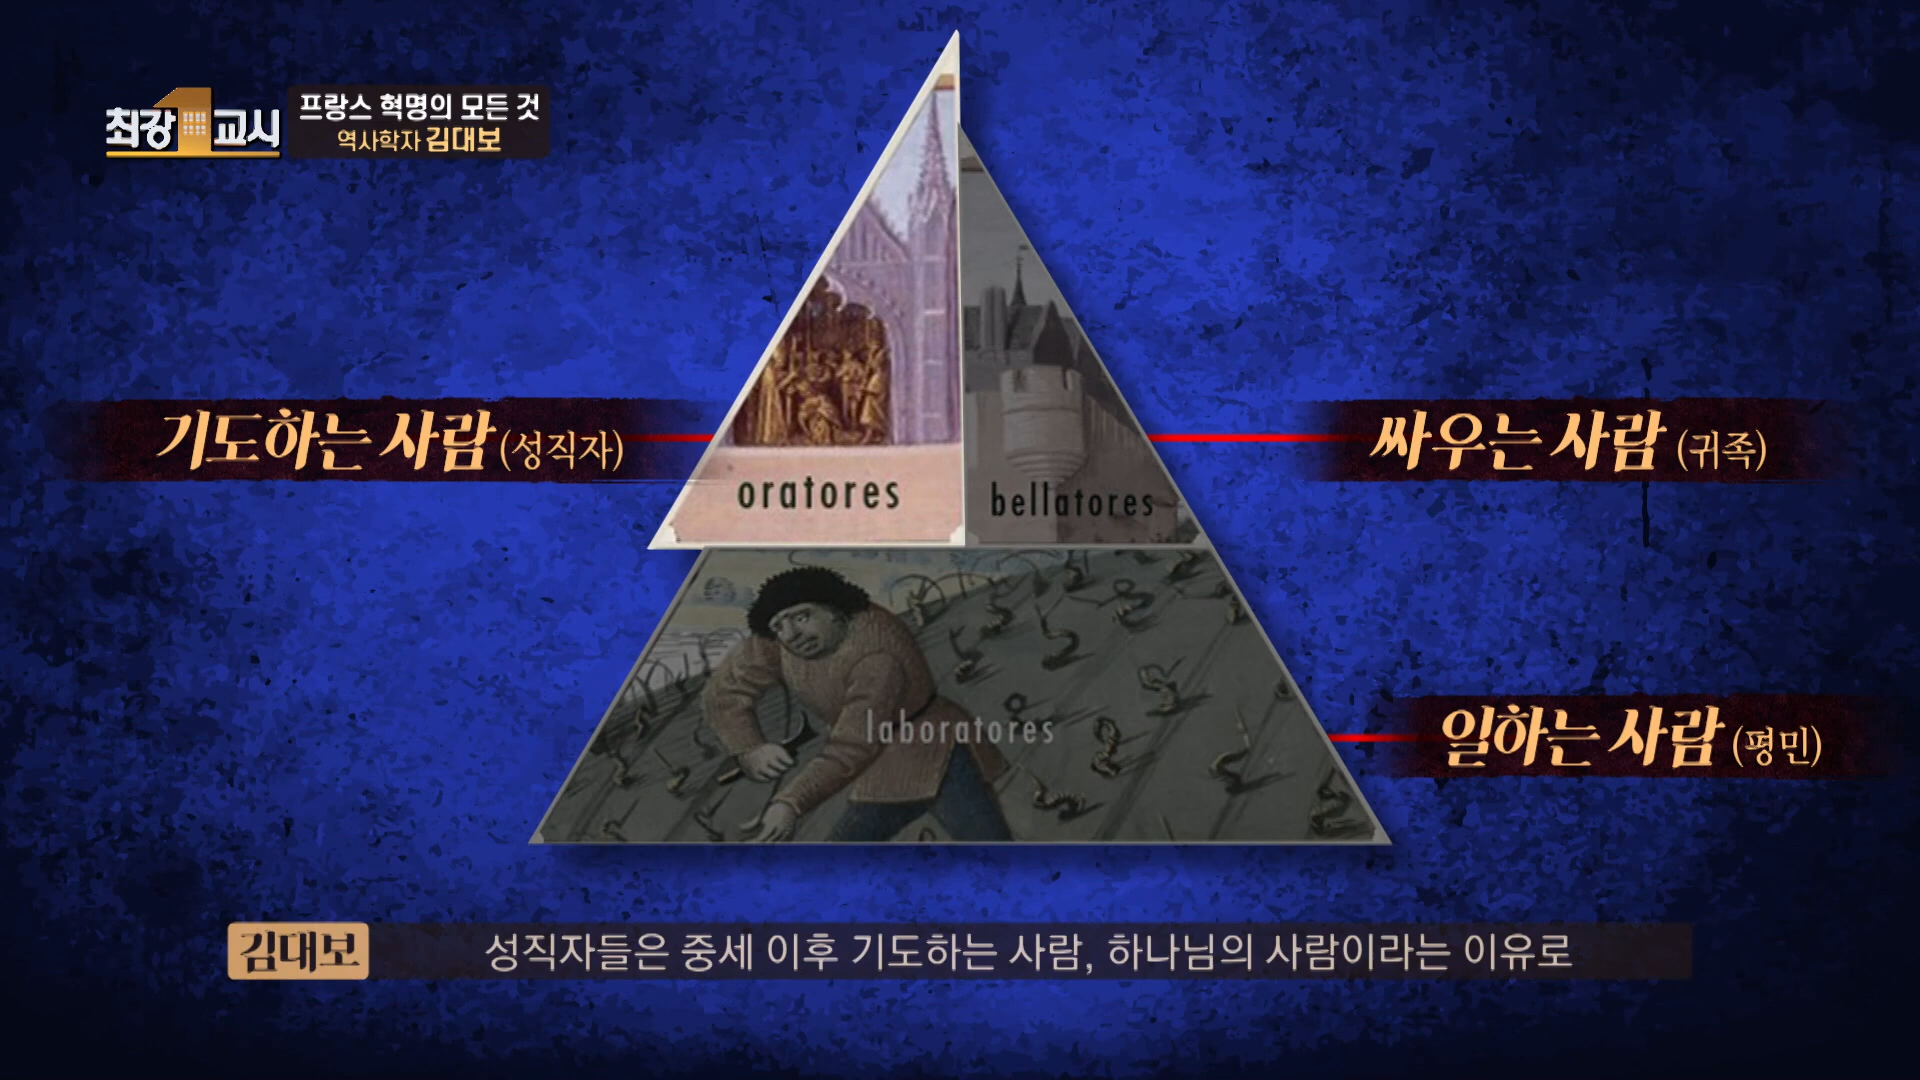 최강1교시
프랑스 혁명의 모든 것
역사학자 김대보
기도하는 사람 (성직자)
싸우는 사람 (귀족)
oratores
bellatores
laboratores
일하는 사람 (평민)
김대보
성직자들은 중세 이후 기도하는 사람, 하나님의 사람이라는 이유로